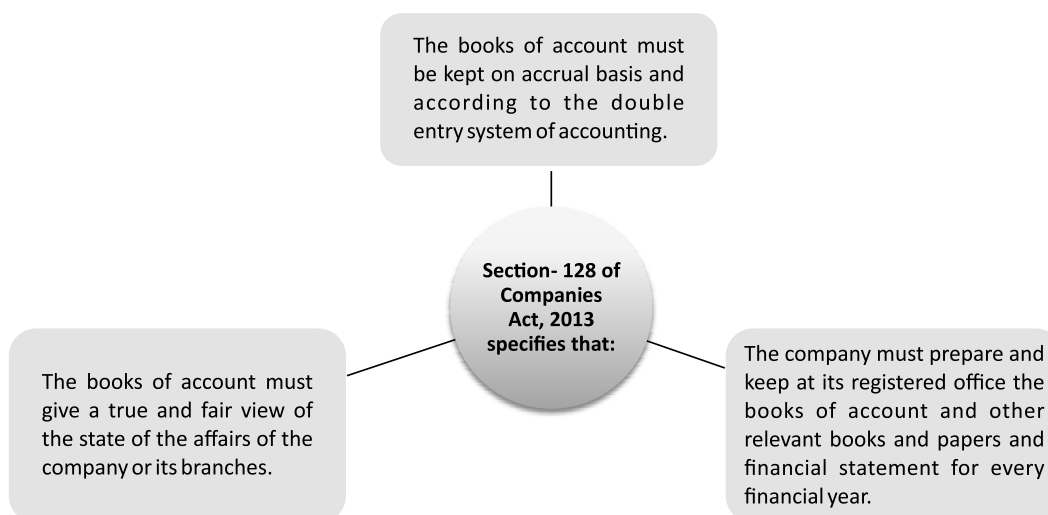 The books of account must
be kept on accrual basis and
according to the double
entry system of accounting.
Section- 128 of
Companies
Act, 2013
specifies that:
The books of account must
give a true and fair view of
the state of the affairs of the
company or its branches.
The company must prepare and
keep at its registered office the
books of account and other
relevant books and papers and
financial statement for every
financial year.